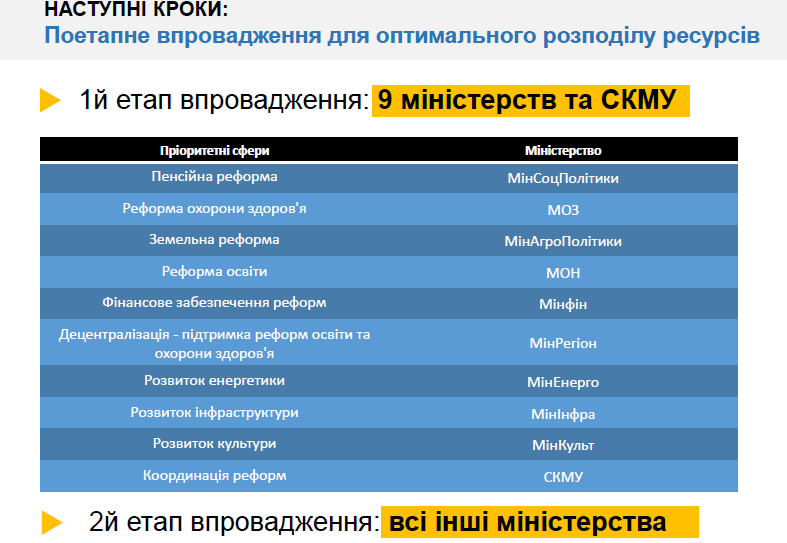 НАСТУПНІ КРОКИ:
Поетапне впровадження для оптимального розподілу ресурсів
1й етап впровадження: 9 міністерств та СКМУ
Пріоритетні сфери Міністерство
Пенсійна реформа МінСоцПолітики
Реформа охорони здоров'я МОЗ
Земельна реформа МінАгроПолітики
Реформа освіти МОН
Фінансове забезпечення реформ Мінфін
Децентралізація - підтримка реформ освіти та
охорони здоров'я МінРегіон
Розвиток енергетики МінЕнерго
Розвиток інфраструктури МінІнфра
Розвиток культури МінКульт
Координація реформ СКМУ
2й етап впровадження: всі інші міністерства